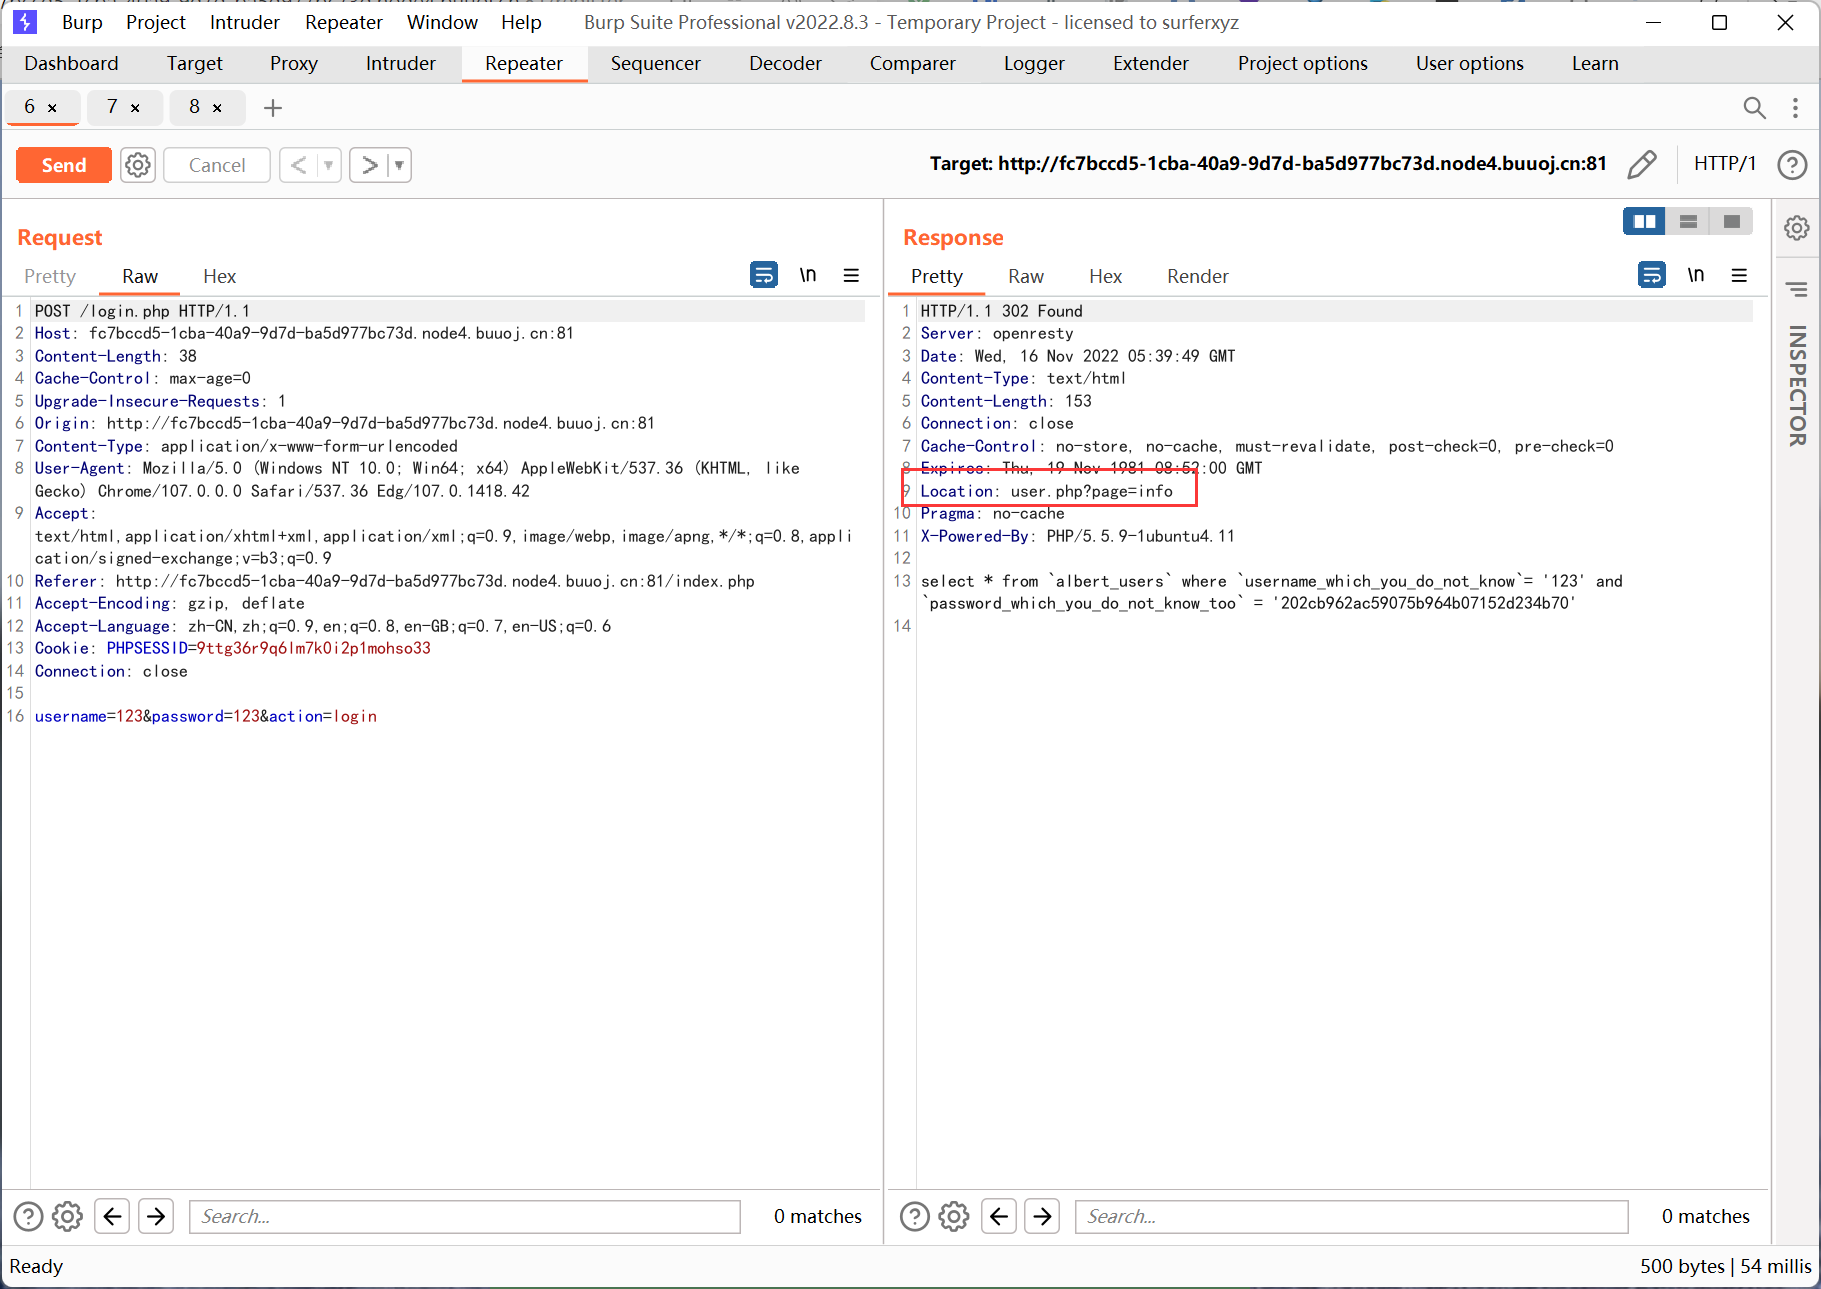 Burp Project Intruder Repeater Window Help Burp Suite Professional v2022.8.3 - Temporary Project - licensed to surferxyz
Dashboard Target Proxy Intruder Repeater Sequencer Decoder Comparer Logger Extender Project options User options Learn
6 × 7 × 8 × +
Send Cancel < > Target: http://fc7bccd5-1cba-40a9-9d7d-ba5d977bc73d.node4.buuoj.cn:81 HTTP/1 ?
Request
Pretty Raw Hex \n
1 POST /login.php HTTP/1.1
2 Host: fc7bccd5-1cba-40a9-9d7d-ba5d977bc73d.node4.buuoj.cn:81
3 Content-Length: 38
4 Cache-Control: max-age=0
5 Upgrade-Insecure-Requests: 1
6 Origin: http://fc7bccd5-1cba-40a9-9d7d-ba5d977bc73d.node4.buuoj.cn:81
7 Content-Type: application/x-www-form-urlencoded
8 User-Agent: Mozilla/5.0 (Windows NT 10.0; Win64; x64) AppleWebKit/537.36 (KHTML, like
Gecko) Chrome/107.0.0.0 Safari/537.36 Edg/107.0.1418.42
9 Accept:
text/html,application/xhtml+xml,application/xml;q=0.9,image/webp,image/apng,*/*;q=0.8,appli
cation/signed-exchange;v=b3;q=0.9
10 Referer: http://fc7bccd5-1cba-40a9-9d7d-ba5d977bc73d.node4.buuoj.cn:81/index.php
11 Accept-Encoding: gzip, deflate
12 Accept-Language: zh-CN,zh;q=0.9,en;q=0.8,en-GB;q=0.7,en-US;q=0.6
13 Cookie: PHPSESSID=9ttg36r9q6lm7k0i2p1mohso33
14 Connection: close
15
16 username=123&password=123&action=login
? Search... 0 matches
Response
Pretty Raw Hex Render \n
1 HTTP/1.1 302 Found
2 Server: openresty
3 Date: Wed, 16 Nov 2022 05:39:49 GMT
4 Content-Type: text/html
5 Content-Length: 153
6 Connection: close
7 Cache-Control: no-store, no-cache, must-revalidate, post-check=0, pre-check=0
8 Expires: Thu, 19 Nov 1981 08:52:00 GMT
9 Location: user.php?page=info
10 Pragma: no-cache
11 X-Powered-By: PHP/5.5.9-1ubuntu4.11
12
13 select * from `albert_users` where `username_which_you_do_not_know`= '123' and
`password_which_you_do_not_know_too` = '202cb962ac59075b964b07152d234b70'
14
? Search... 0 matches
INSPECTOR
Ready 500 bytes | 54 millis